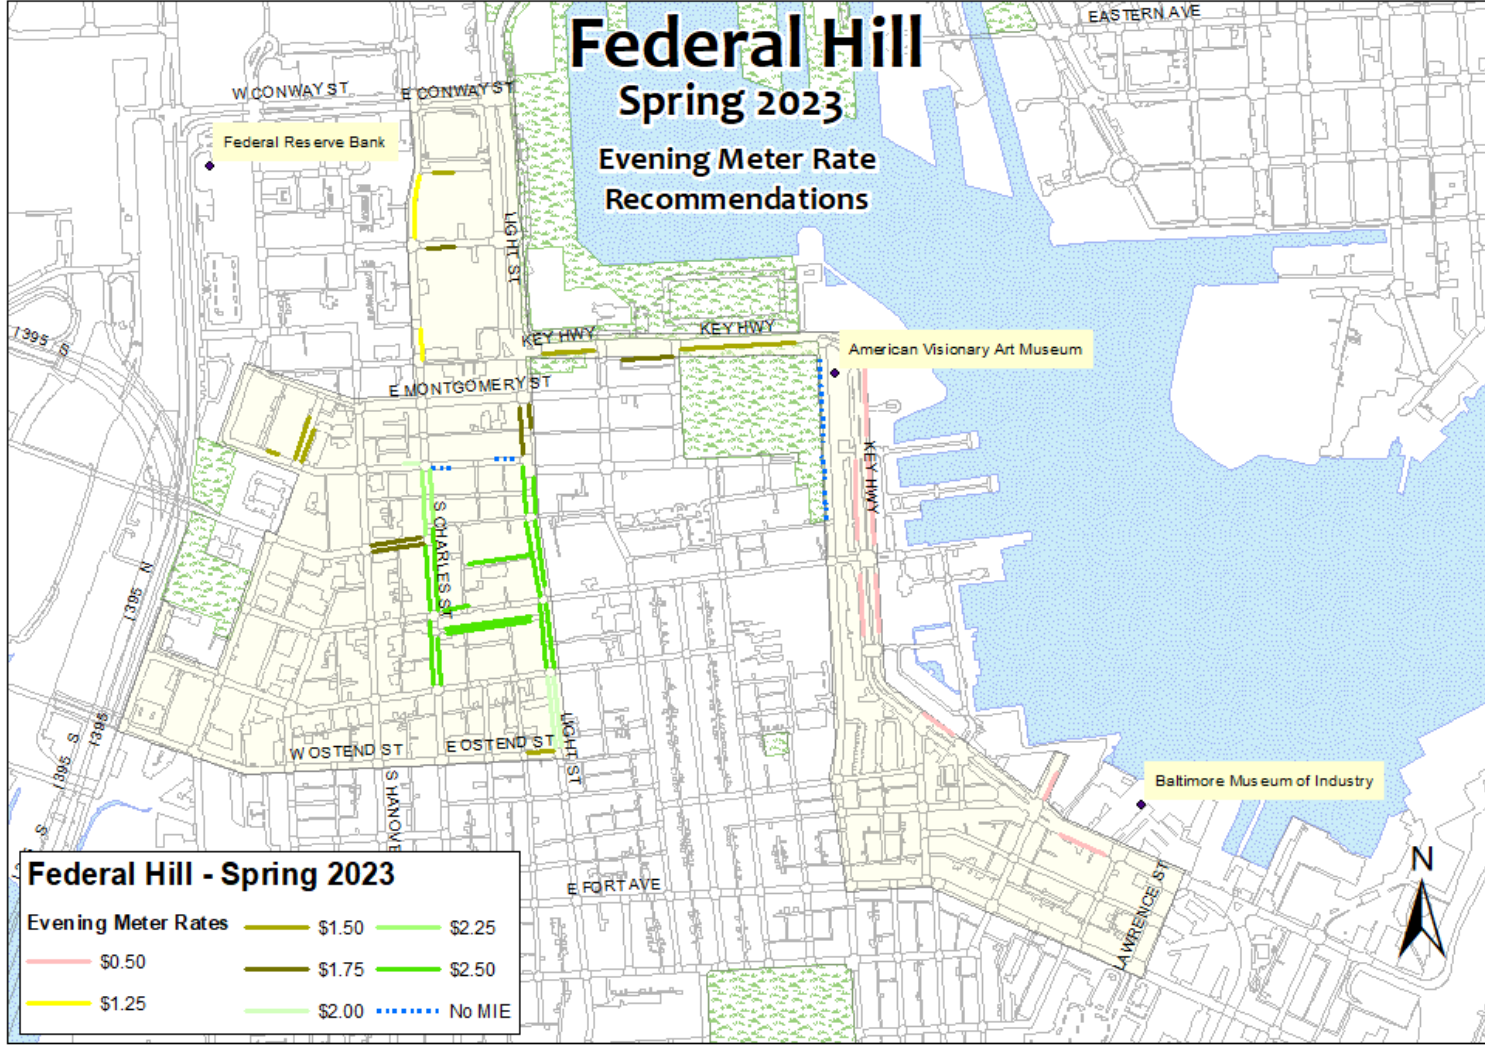 Federal Hill
Spring 2023
Evening Meter Rate
Recommendations
EASTERN AVE
W CONWAY ST
E CONWAY ST
Federal Reserve Bank
LIGHT ST
I 395 S
KEY HWY
KEY HWY
American Visionary Art Museum
E MONTGOMERY ST
KEY HWY
S CHARLES ST
I 395 N
I 395 S
I395
W OSTEND ST
E OSTEND ST
LIGHT ST
S HANOVE
Baltimore Museum of Industry
E FORT AVE
LAWRENCE ST
N
Federal Hill - Spring 2023
Evening Meter Rates
$0.50
$1.25
$1.50
$1.75
$2.00
$2.25
$2.50
No MIE